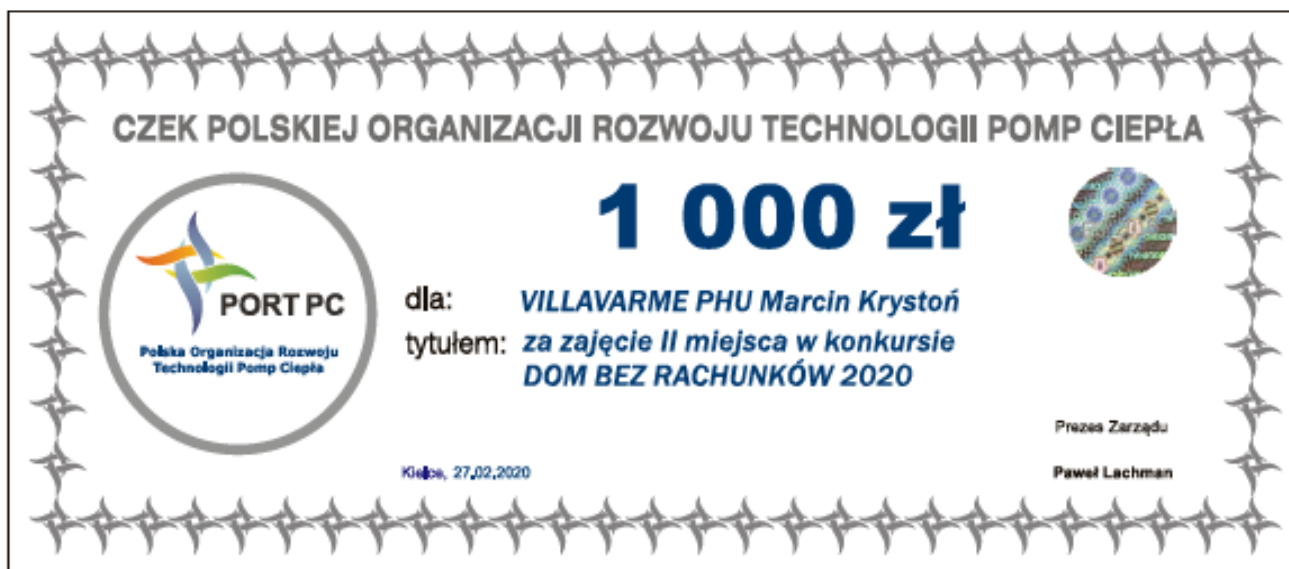 CZEK POLSKIEJ ORGANIZACJI ROZWOJU TECHNOLOGII POMP CIEPŁA
1 000 zł
PORT PC
Polska Organizacja Rozwoju
Technologii Pomp Ciepła
dla: VILLAVARME PHU Marcin Krystoń
tytułem: za zajęcie II miejsca w konkursie
DOM BEZ RACHUNKÓW 2020
Prezes Zarządu
Kielce, 27.02.2020
Paweł Lachman